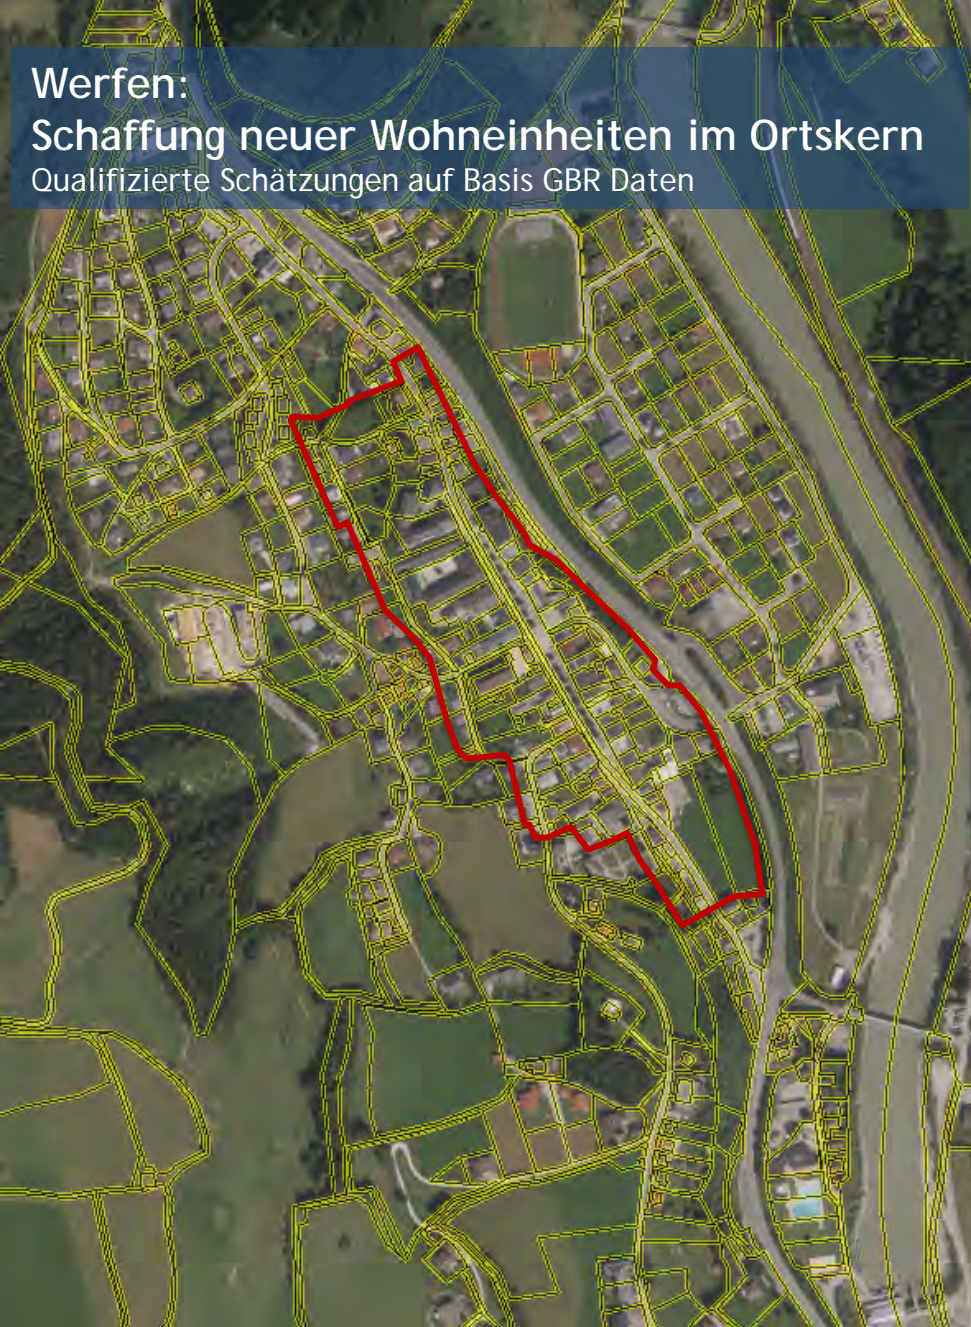 Werfen:
Schaffung neuer Wohneinheiten im Ortskern
Qualifizierte Schätzungen auf Basis GBR Daten